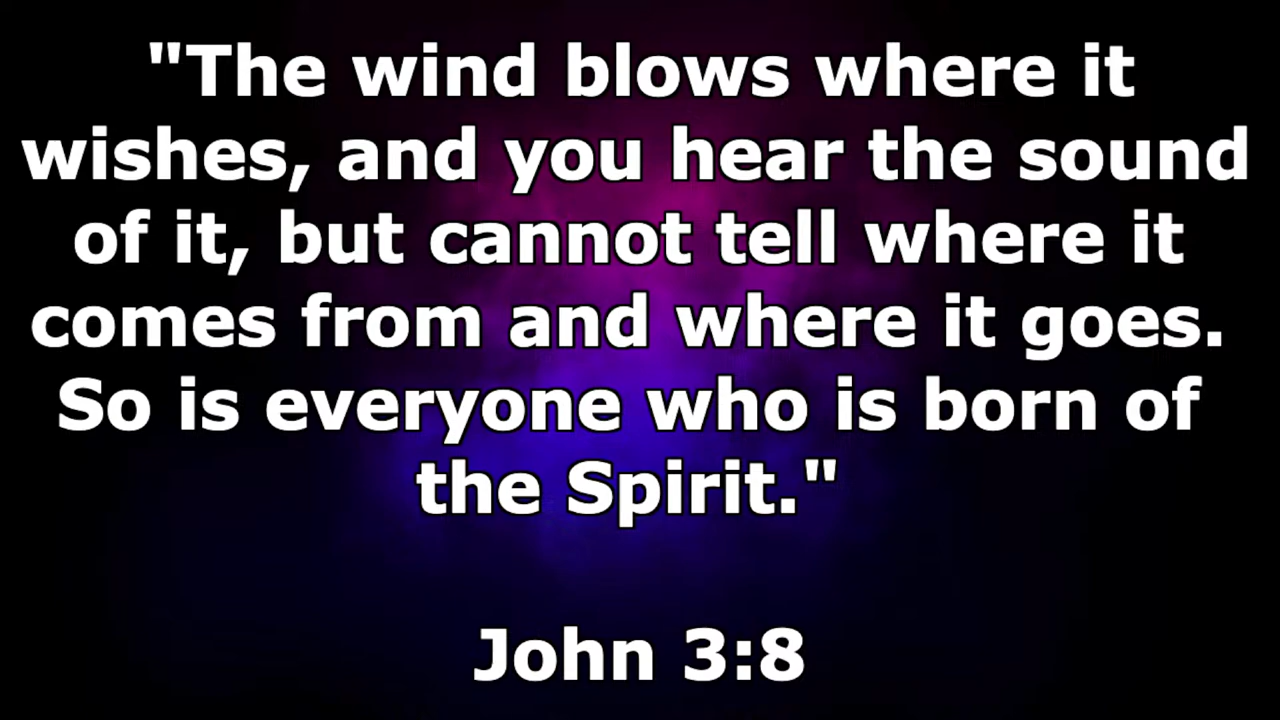 "The wind blows where it
wishes, and you hear the sound
of it, but cannot tell where it
comes from and where it goes.
So is everyone who is born of
the Spirit."
John 3:8